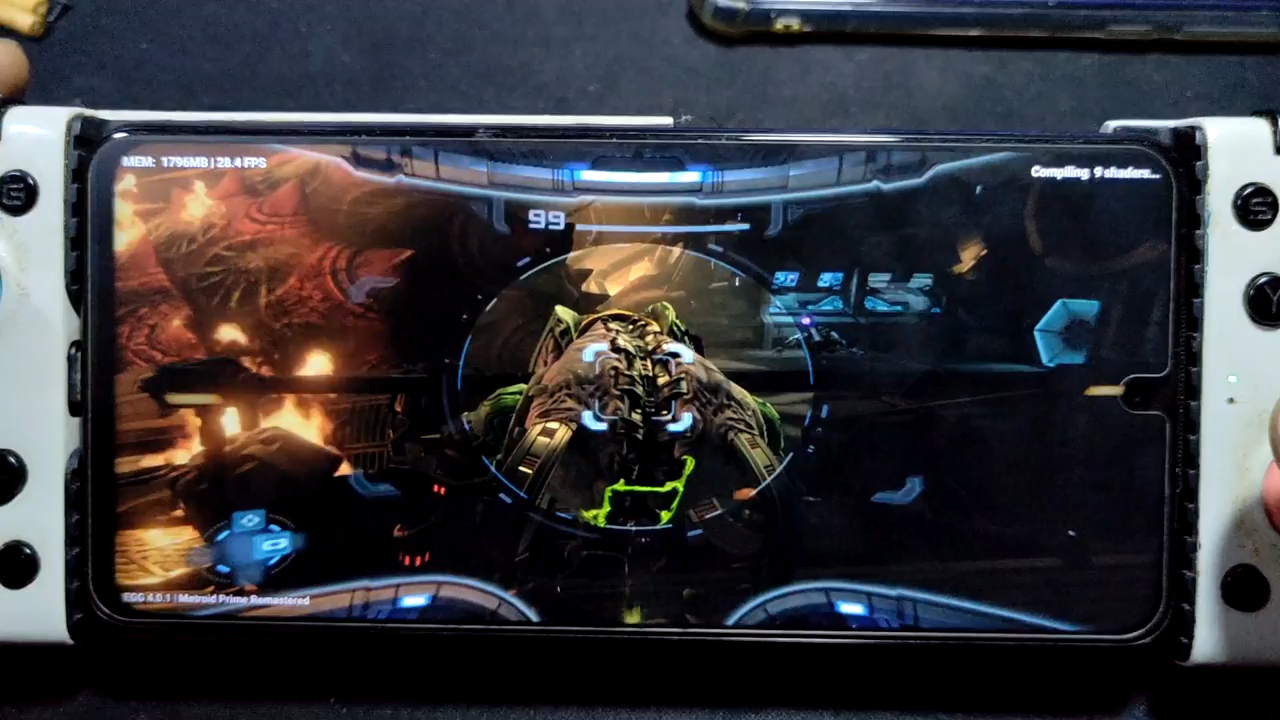 MEM: 1796MB | 28.4 FPS
Compiling 9 shaders...
99
S
S
Y
EGG 4.0.1 | Metroid Prime Remastered